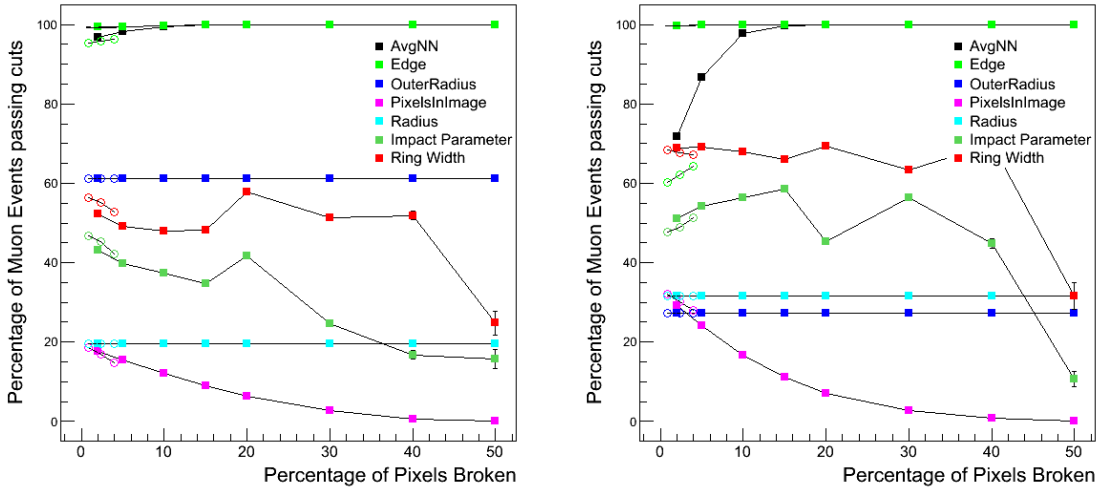 Percentage of Muon Events passing cuts
100
80
60
40
20
0
AvgNN
Edge
OuterRadius
PixelsInImage
Radius
Impact Parameter
Ring Width
0 10 20 30 40 50
Percentage of Pixels Broken
Percentage of Muon Events passing cuts
100
80
60
40
20
0
AvgNN
Edge
OuterRadius
PixelsInImage
Radius
Impact Parameter
Ring Width
0 10 20 30 40 50
Percentage of Pixels Broken